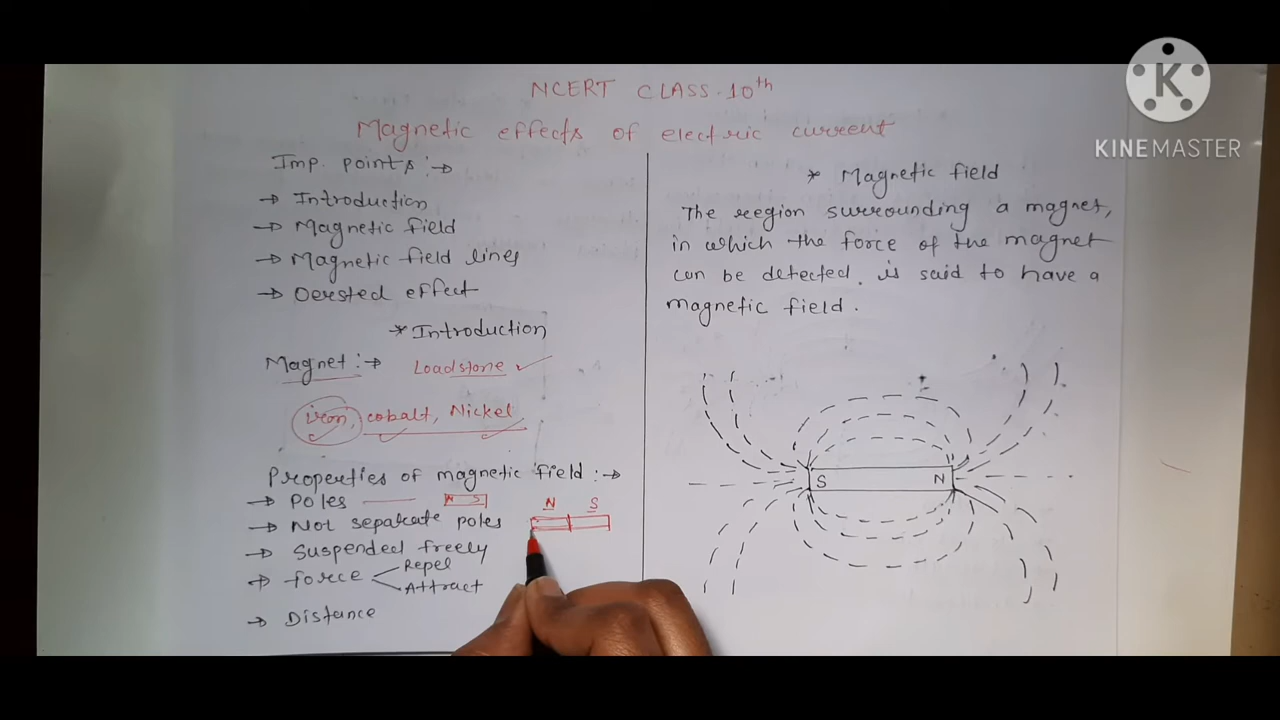 NCERT CLASS.10th
Magnetic effects of electric current
Imp. points :→
→ Introduction
→ Magnetic field
→ Magnetic field lines
→ Oersted effect
* Introduction
Magnet :→ Loadstone ✓
iron, cobalt, Nickel
Properties of magnetic field :→
→ Poles N S
→ Not separate poles N S
→ Suspended freely
→ force Repel
Attract
→ Distance
* Magnetic field
The reegion surrounding a magnet,
in which the force of the magnet
can be detected. is said to have a
magnetic field.
S N
K
KINEMASTER